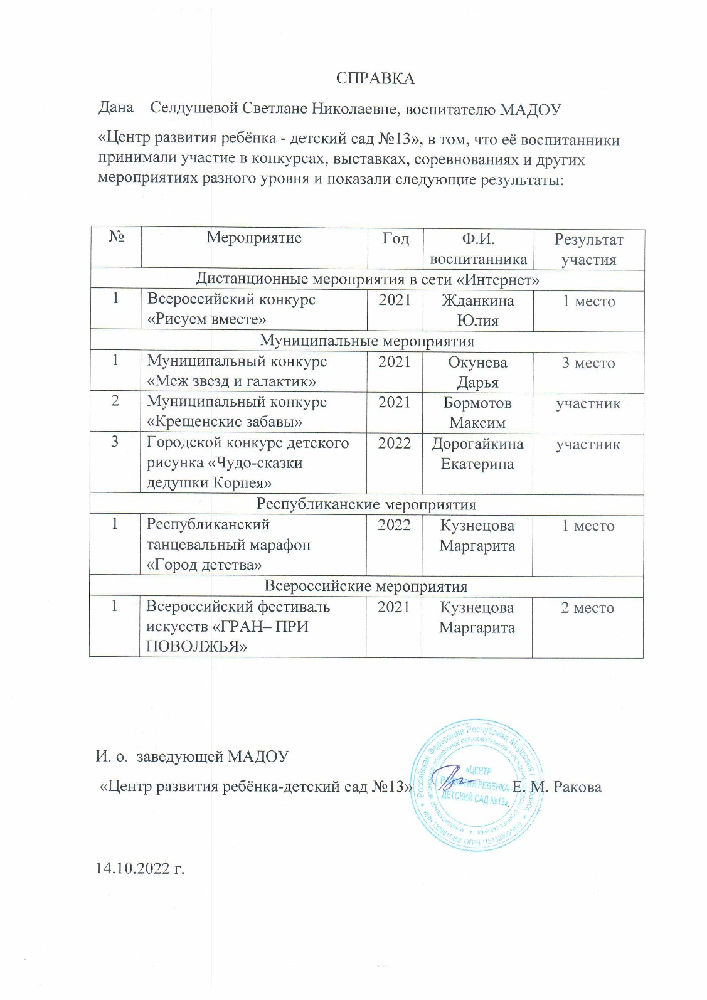 СПРАВКА
Дана Селдушевой Светлане Николаевне, воспитателю МАДОУ
«Центр развития ребёнка - детский сад №13», в том, что её воспитанники
принимали участие в конкурсах, выставках, соревнованиях и других
мероприятиях разного уровня и показали следующие результаты:
№ Мероприятие Год Ф.И. Результат
воспитанника участия
Дистанционные мероприятия в сети «Интернет»
1 Всероссийский конкурс 2021 Жданкина 1 место
«Рисуем вместе» Юлия
Муниципальные мероприятия
1 Муниципальный конкурс 2021 Окунева 3 место
«Меж звезд и галактик» Дарья
2 Муниципальный конкурс 2021 Бормотов участник
«Крещенские забавы» Максим
3 Городской конкурс детского 2022 Дорогайкина участник
рисунка «Чудо-сказки Екатерина
дедушки Корнея»
Республиканские мероприятия
1 Республиканский 2022 Кузнецова 1 место
танцевальный марафон Маргарита
«Город детства»
Всероссийские мероприятия
1 Всероссийский фестиваль 2021 Кузнецова 2 место
искусств «ГРАН– ПРИ Маргарита
ПОВОЛЖЬЯ»
И. о. заведующей МАДОУ
«Центр развития ребёнка-детский сад №13» Е. М. Ракова
Российская Федерация Республика Мордовия г.
ИНН 1328011252 ОГРН 1151328001010
«ЦЕНТР
РАЗВИТИЯ РЕБЕНКА
ДЕТСКИЙ САД №13»
14.10.2022 г.